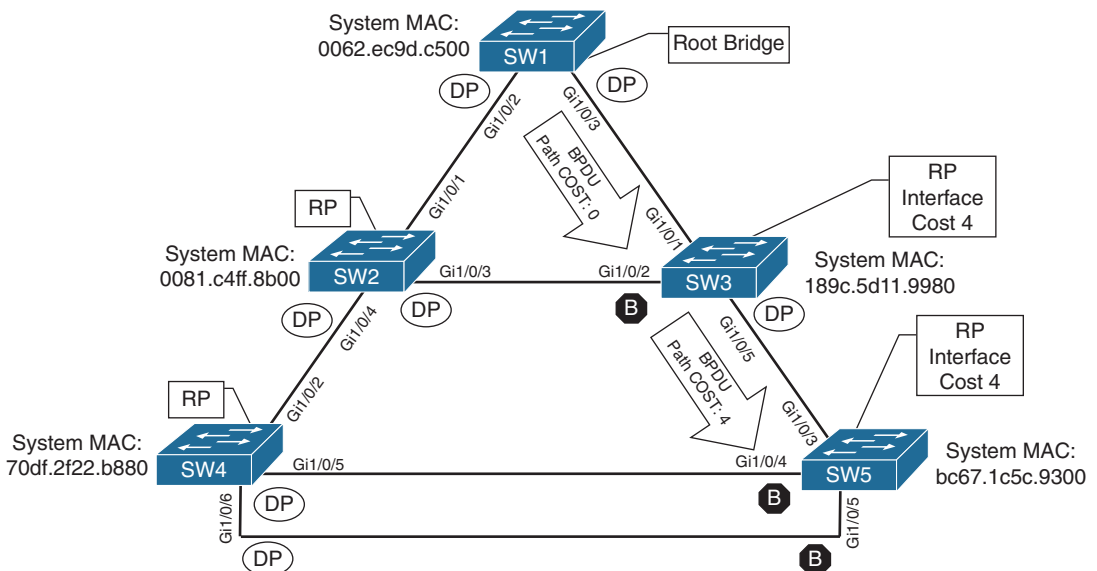 System MAC:
0062.ec9d.c500
SW1
Root Bridge
DP
DP
Gi1/0/2
Gi1/0/3
BPDU
Path COST: 0
RP
Interface
Cost 4
RP
Gi1/0/1
Gi1/0/1
System MAC:
0081.c4ff.8b00
SW2
Gi1/0/3
Gi1/0/2
SW3
System MAC:
189c.5d11.9980
DP
DP
B
DP
Gi1/0/4
Gi1/0/5
BPDU
Path COST: 4
RP
Interface
Cost 4
RP
Gi1/0/2
Gi1/0/3
System MAC:
70df.2f22.b880
SW4
Gi1/0/5
Gi1/0/4
SW5
System MAC:
bc67.1c5c.9300
DP
B
Gi1/0/6
Gi1/0/5
DP
B